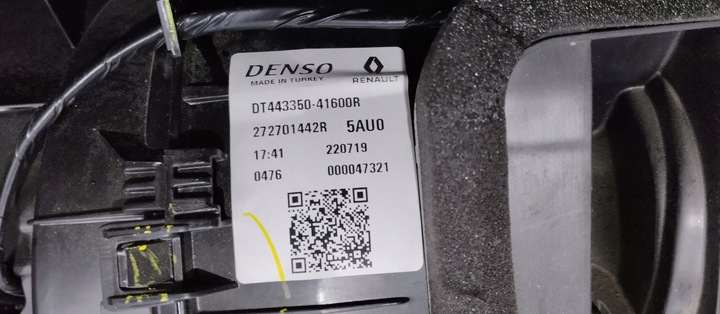 DENSO
MADE IN TURKEY
RENAULT
DT443350-41600R
272701442R 5AU0
17:41 220719
0476 000047321